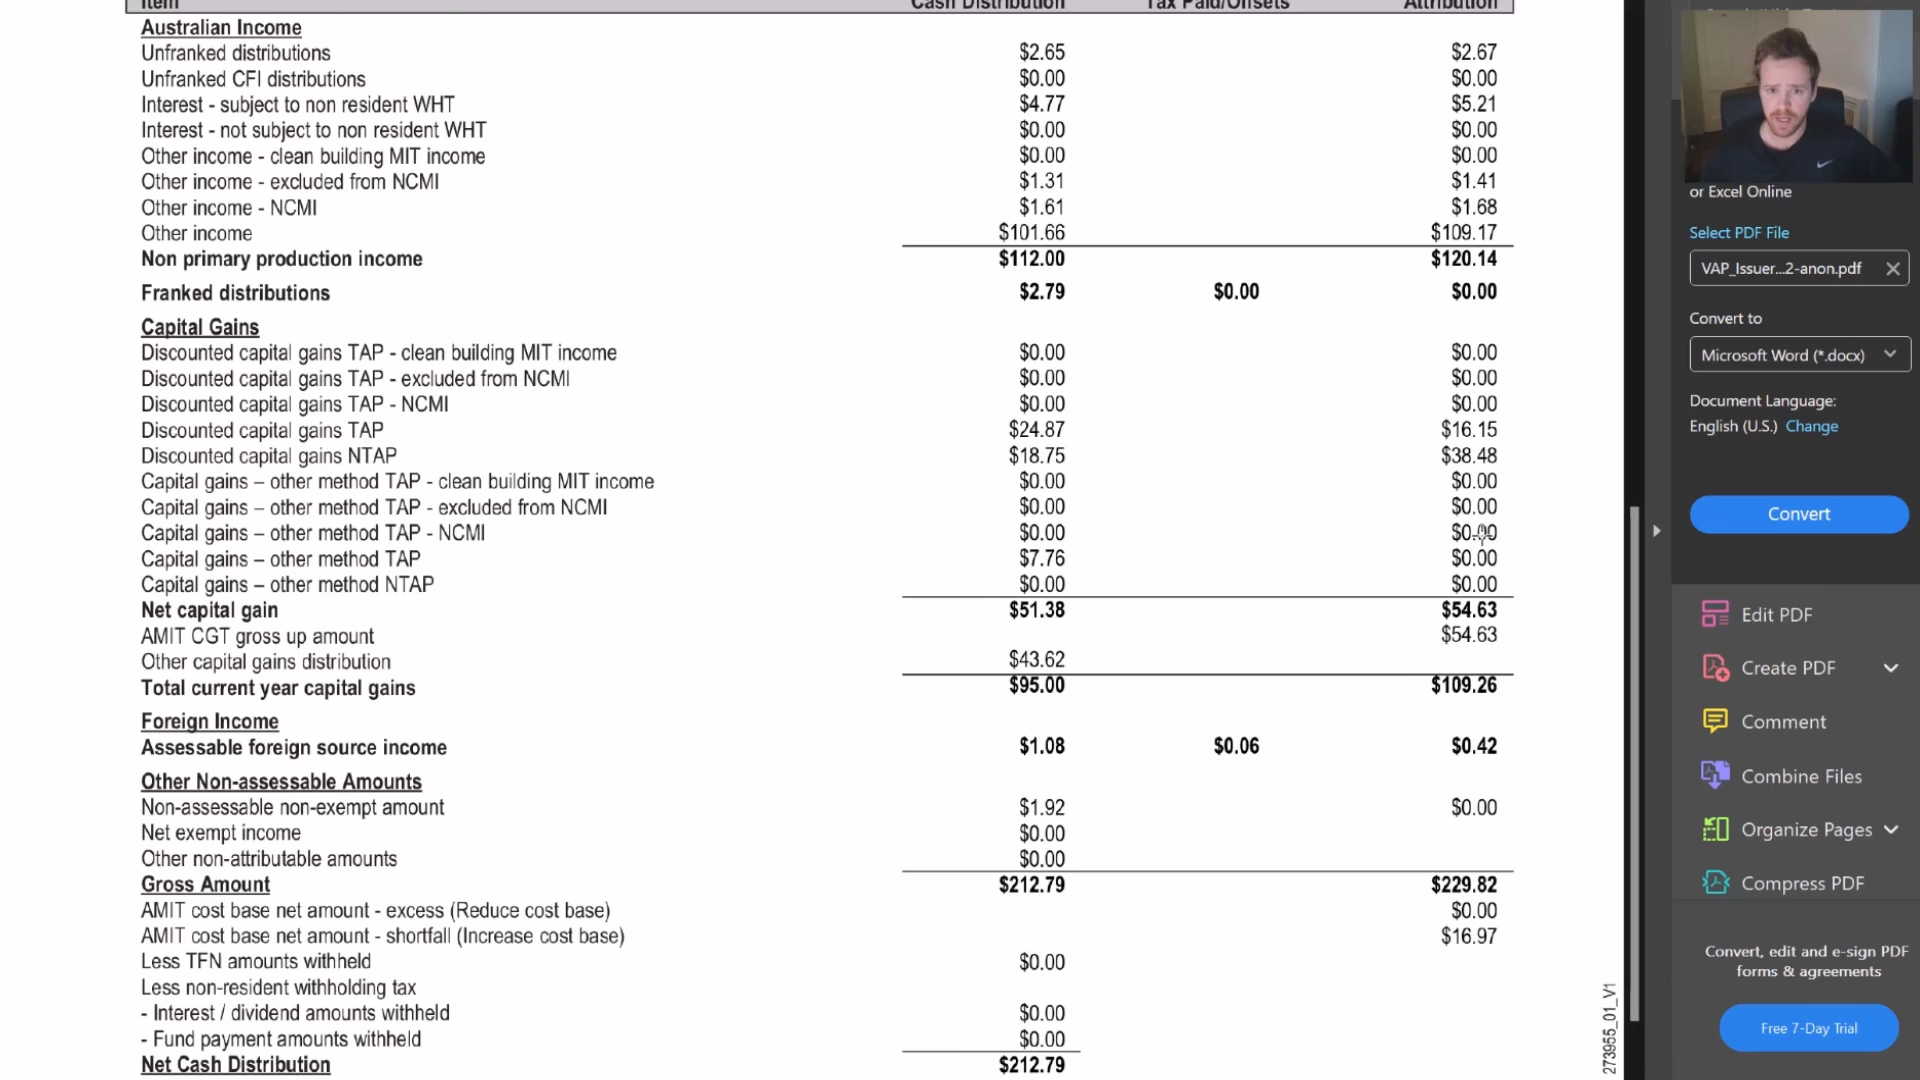 Item Cash Distribution Tax Paid/Offsets Attribution
Australian Income
Unfranked distributions $2.65 $2.67
Unfranked CFI distributions $0.00 $0.00
Interest - subject to non resident WHT $4.77 $5.21
Interest - not subject to non resident WHT $0.00 $0.00
Other income - clean building MIT income $0.00 $0.00
Other income - excluded from NCMI $1.31 $1.41
Other income - NCMI $1.61 $1.68
Other income $101.66 $109.17
Non primary production income $112.00 $120.14
Franked distributions $2.79 $0.00 $0.00
Capital Gains
Discounted capital gains TAP - clean building MIT income $0.00 $0.00
Discounted capital gains TAP - excluded from NCMI $0.00 $0.00
Discounted capital gains TAP - NCMI $0.00 $0.00
Discounted capital gains TAP $24.87 $16.15
Discounted capital gains NTAP $18.75 $38.48
Capital gains – other method TAP - clean building MIT income $0.00 $0.00
Capital gains – other method TAP - excluded from NCMI $0.00 $0.00
Capital gains – other method TAP - NCMI $0.00 $0.00
Capital gains – other method TAP $7.76 $0.00
Capital gains – other method NTAP $0.00 $0.00
Net capital gain $51.38 $54.63
AMIT CGT gross up amount $54.63
Other capital gains distribution $43.62
Total current year capital gains $95.00 $109.26
Foreign Income
Assessable foreign source income $1.08 $0.06 $0.42
Other Non-assessable Amounts
Non-assessable non-exempt amount $1.92 $0.00
Net exempt income $0.00
Other non-attributable amounts $0.00
Gross Amount $212.79 $229.82
AMIT cost base net amount - excess (Reduce cost base) $0.00
AMIT cost base net amount - shortfall (Increase cost base) $16.97
Less TFN amounts withheld $0.00
Less non-resident withholding tax
- Interest / dividend amounts withheld $0.00
- Fund payment amounts withheld $0.00
Net Cash Distribution $212.79
273955_01_V1
or Excel Online
Select PDF File
VAP_Issuer...2-anon.pdf
Convert to
Microsoft Word (*.docx)
Document Language:
English (U.S.) Change
Convert
Edit PDF
Create PDF
Comment
Combine Files
Organize Pages
Compress PDF
Convert, edit and e-sign PDF
forms & agreements
Free 7-Day Trial